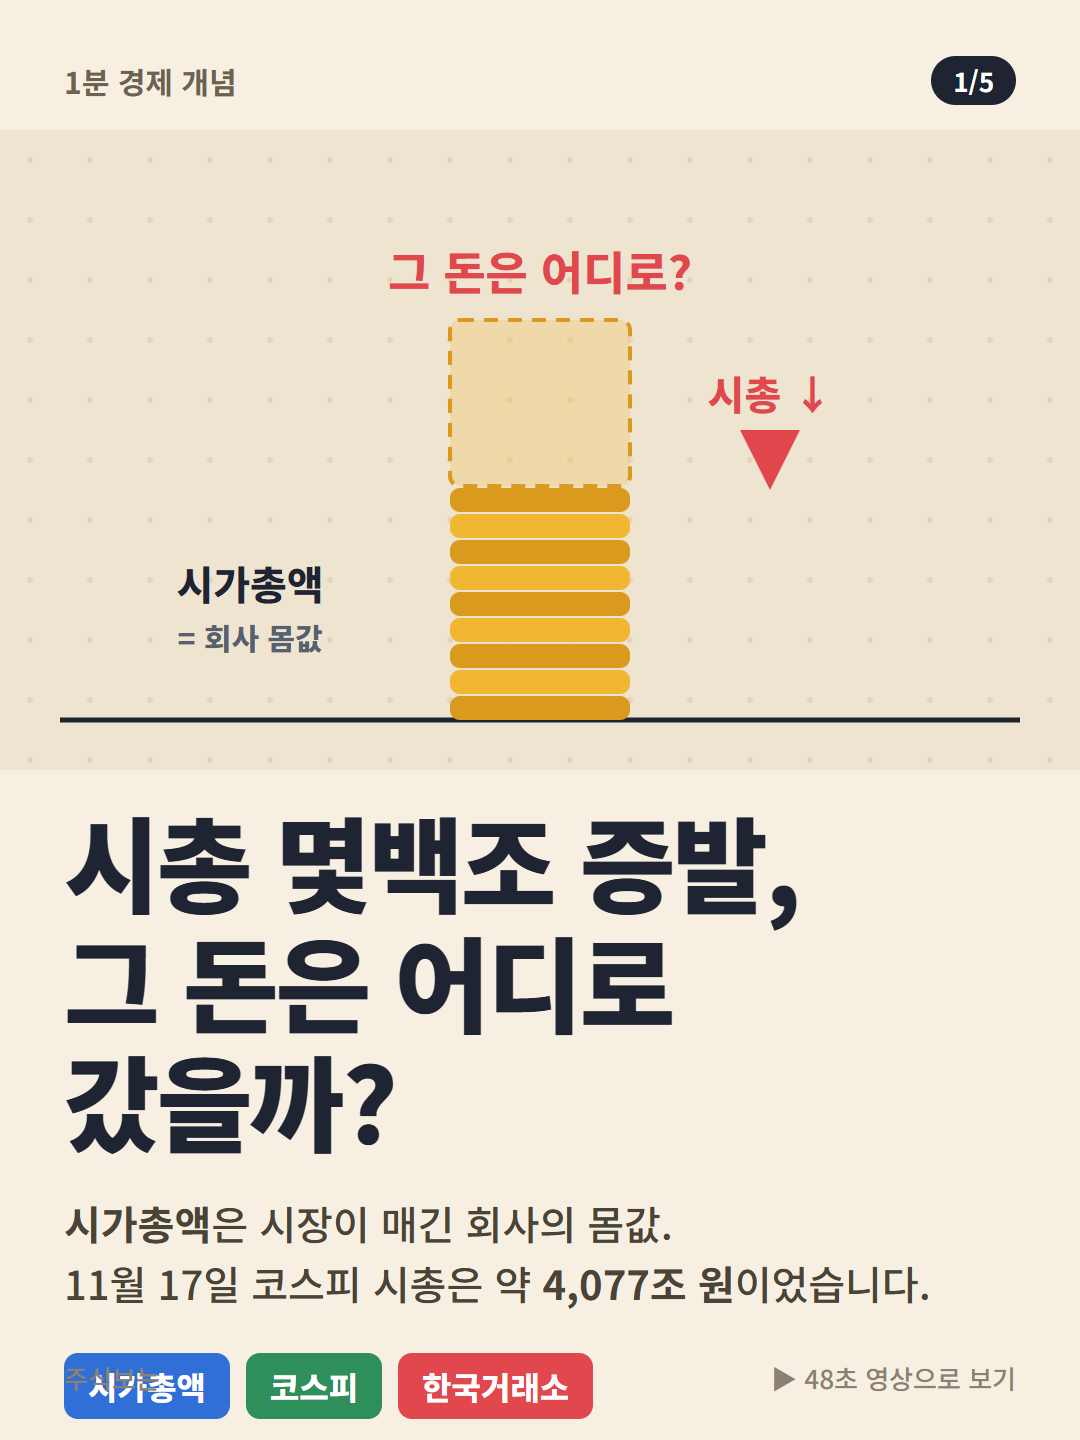 1분 경제 개념
1/5
그 돈은 어디로?
시총 ↓
시가총액
= 회사 몸값
시총 몇백조 증발,
그 돈은 어디로
갔을까?
시가총액은 시장이 매긴 회사의 몸값.
11월 17일 코스피 시총은 약 4,077조 원이었습니다.
시가총액 코스피 한국거래소
▶ 48초 영상으로 보기